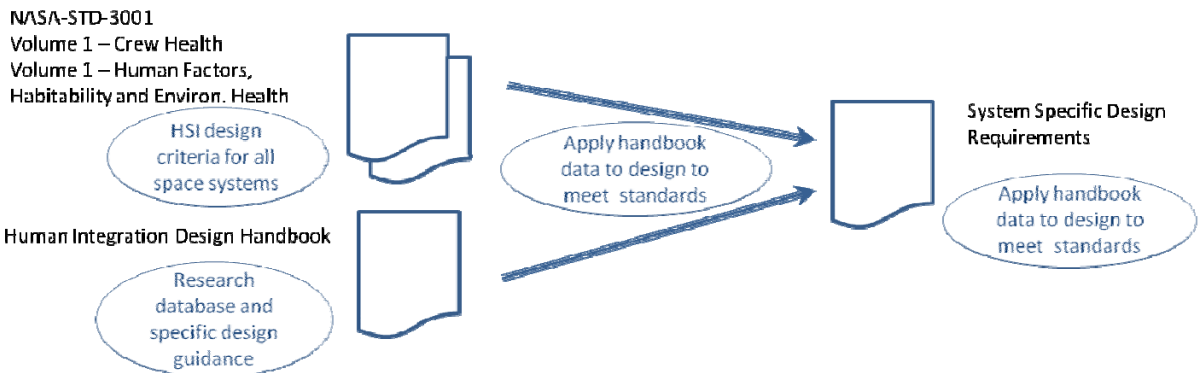 NASA-STD-3001
Volume 1 – Crew Health
Volume 1 – Human Factors,
Habitability and Environ. Health
HSI design
criteria for all
space systems
Human Integration Design Handbook
Research
database and
specific design
guidance
Apply handbook
data to design to
meet standards
System Specific Design
Requirements
Apply handbook
data to design to
meet standards